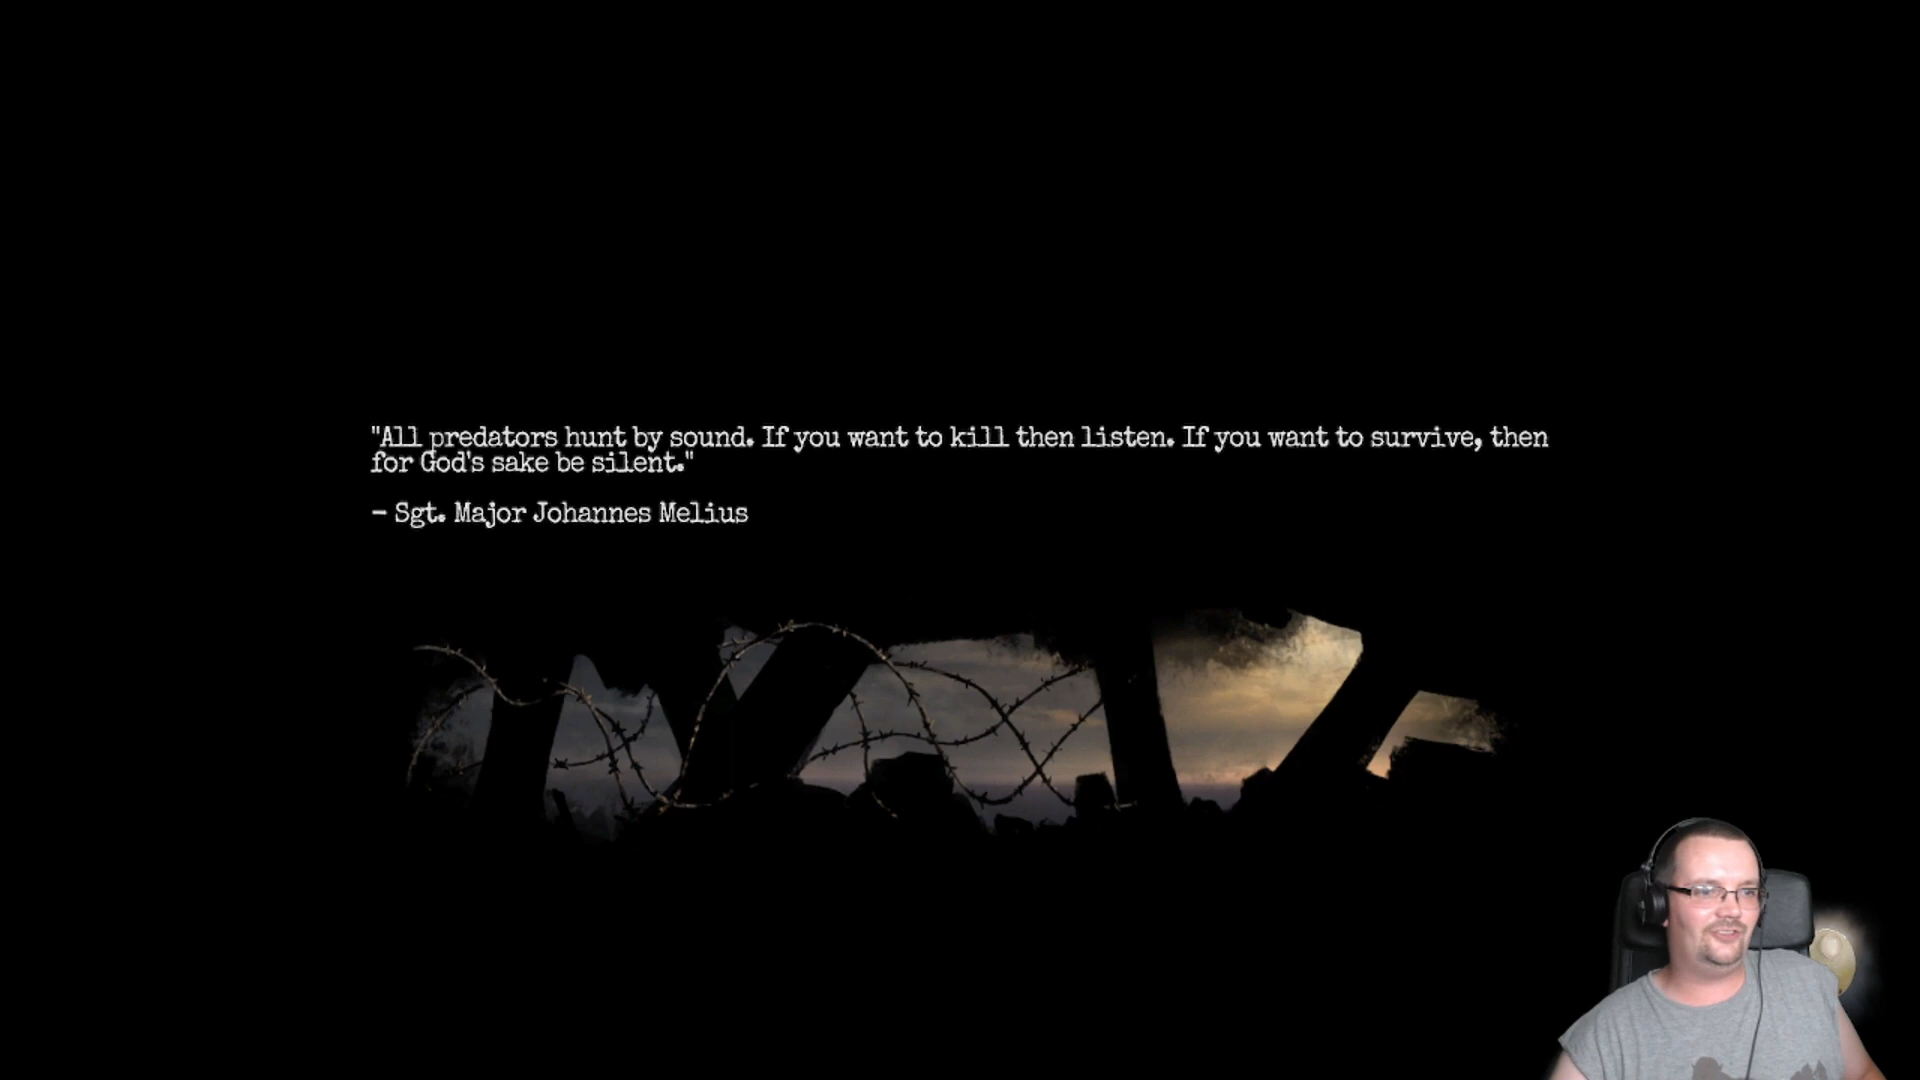 "All predators hunt by sound. If you want to kill then listen. If you want to survive, then
for God's sake be silent."
- Sgt. Major Johannes Melius